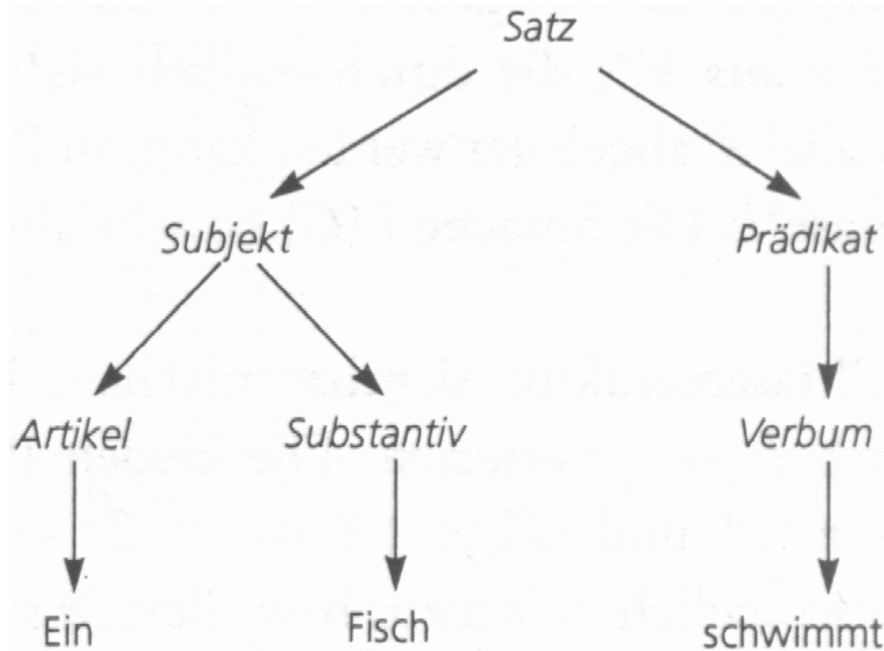 Satz
Subjekt Prädikat
Artikel Substantiv Verbum
Ein Fisch schwimmt